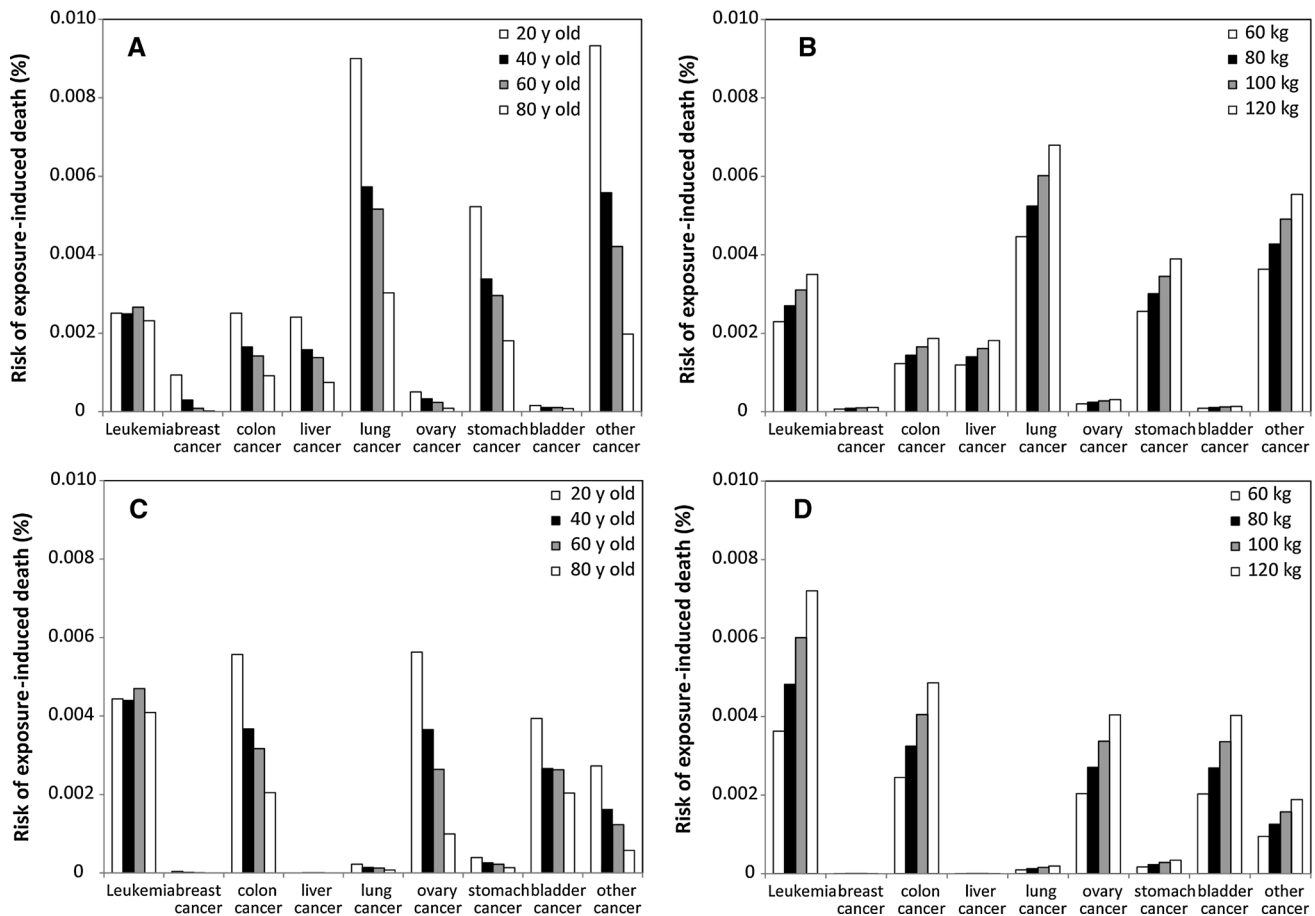 A
Risk of exposure-induced death (%)
0.010
0.008
0.006
0.004
0.002
0
20 y old
40 y old
60 y old
80 y old
Leukemia breast colon liver lung ovary stomach bladder other
cancer cancer cancer cancer cancer cancer cancer cancer
B
Risk of exposure-induced death (%)
0.010
0.008
0.006
0.004
0.002
0
60 kg
80 kg
100 kg
120 kg
Leukemia breast colon liver lung ovary stomach bladder other
cancer cancer cancer cancer cancer cancer cancer cancer
C
Risk of exposure-induced death (%)
0.010
0.008
0.006
0.004
0.002
0
20 y old
40 y old
60 y old
80 y old
Leukemia breast colon liver lung ovary stomach bladder other
cancer cancer cancer cancer cancer cancer cancer cancer
D
Risk of exposure-induced death (%)
0.010
0.008
0.006
0.004
0.002
0
60 kg
80 kg
100 kg
120 kg
Leukemia breast colon liver lung ovary stomach bladder other
cancer cancer cancer cancer cancer cancer cancer cancer